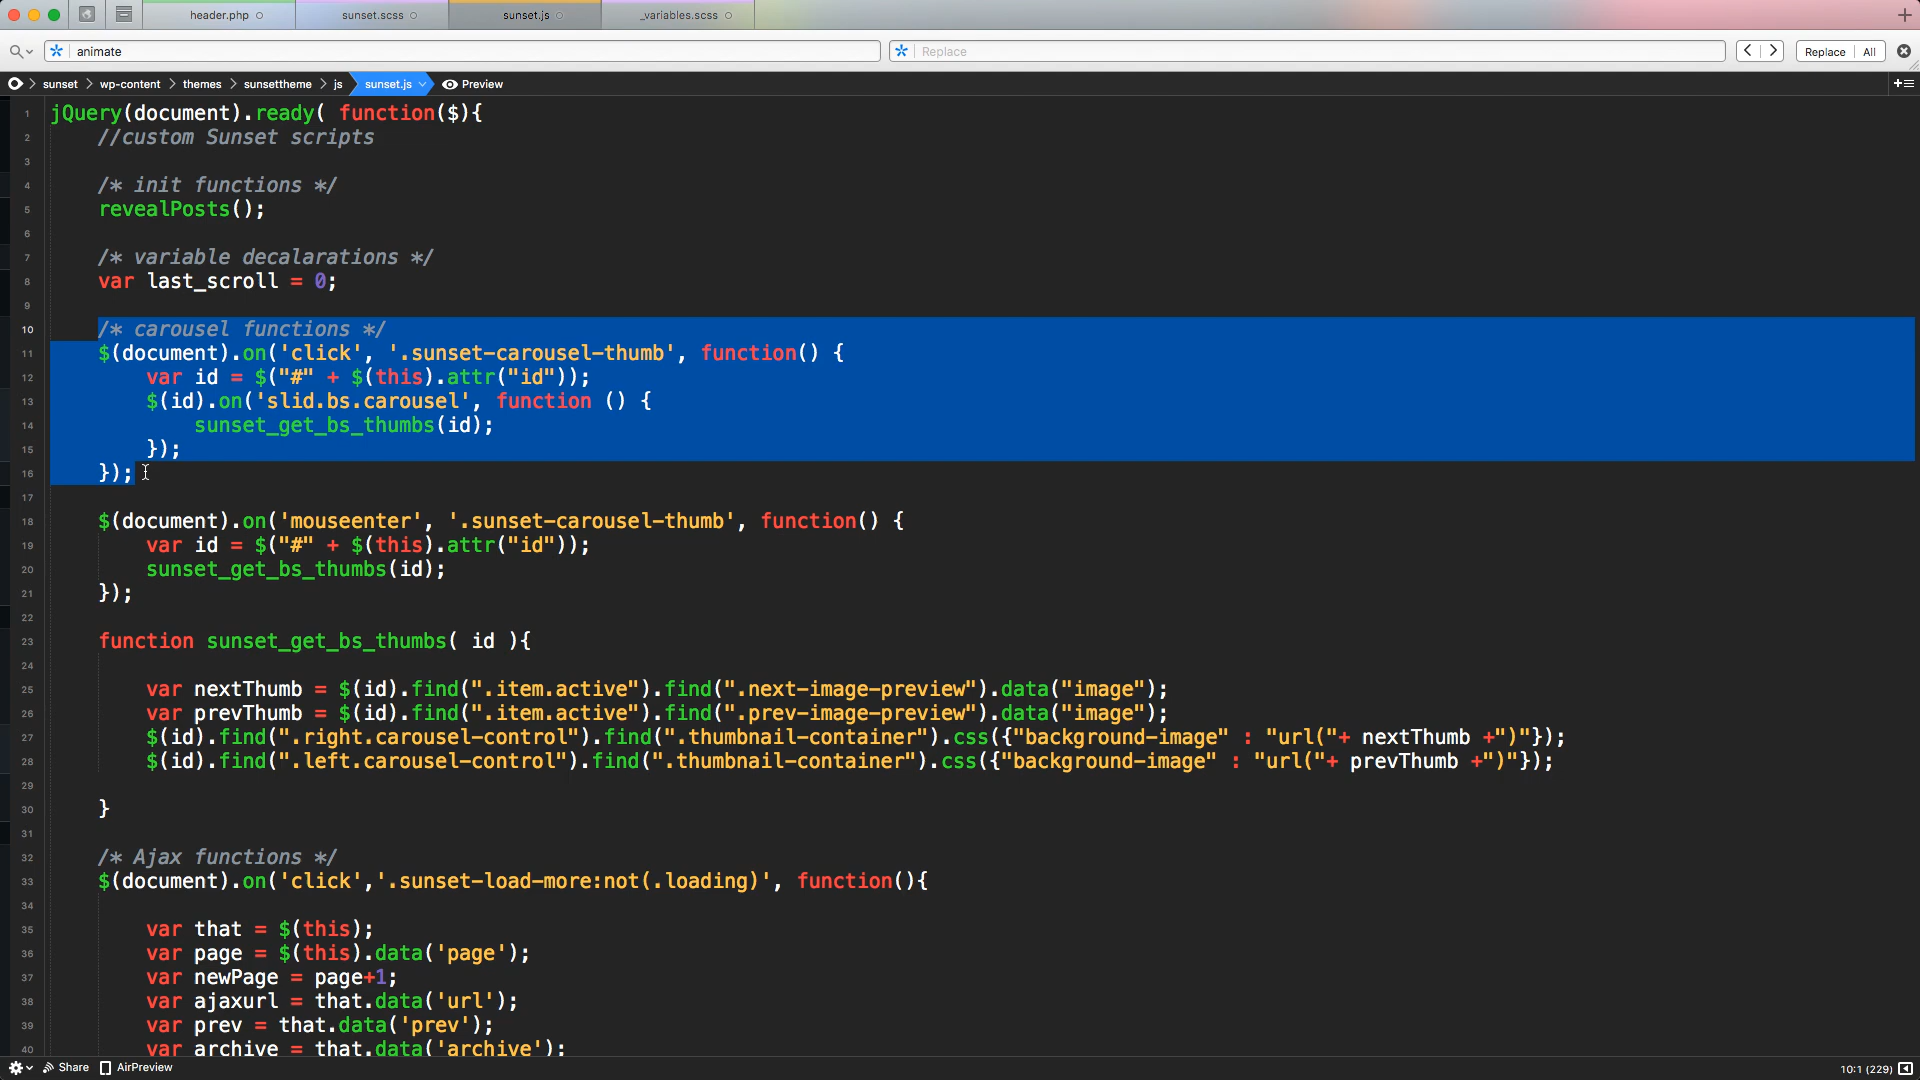 header.php
sunset.scss
sunset.js
_variables.scss
animate
Replace
Replace All
sunset wp-content themes sunsettheme js sunset.js Preview
1 jQuery(document).ready( function($){
2 //custom Sunset scripts
3
4 /* init functions */
5 revealPosts();
6
7 /* variable decalarations */
8 var last_scroll = 0;
9
10 /* carousel functions */
11 $(document).on('click', '.sunset-carousel-thumb', function() {
12 var id = $("#" + $(this).attr("id"));
13 $(id).on('slid.bs.carousel', function () {
14 sunset_get_bs_thumbs(id);
15 });
16 });
17
18 $(document).on('mouseenter', '.sunset-carousel-thumb', function() {
19 var id = $("#" + $(this).attr("id"));
20 sunset_get_bs_thumbs(id);
21 });
22
23 function sunset_get_bs_thumbs( id ){
24
25 var nextThumb = $(id).find(".item.active").find(".next-image-preview").data("image");
26 var prevThumb = $(id).find(".item.active").find(".prev-image-preview").data("image");
27 $(id).find(".right.carousel-control").find(".thumbnail-container").css({"background-image" : "url("+ nextThumb +")"});
28 $(id).find(".left.carousel-control").find(".thumbnail-container").css({"background-image" : "url("+ prevThumb +")"});
29
30 }
31
32 /* Ajax functions */
33 $(document).on('click','.sunset-load-more:not(.loading)', function(){
34
35 var that = $(this);
36 var page = $(this).data('page');
37 var newPage = page+1;
38 var ajaxurl = that.data('url');
39 var prev = that.data('prev');
40 var archive = that.data('archive');
Share AirPreview
10:1 (229)